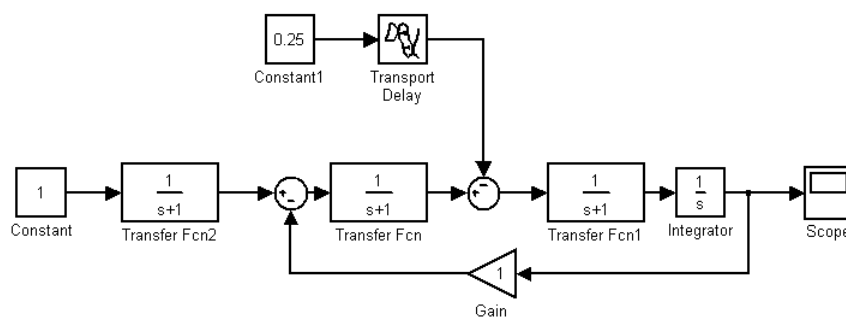 0.25
Constant1
Transport
Delay
1
Constant
1
s+1
Transfer Fcn2
1
s+1
Transfer Fcn
1
s+1
Transfer Fcn1
1
s
Integrator
Scope
1
Gain